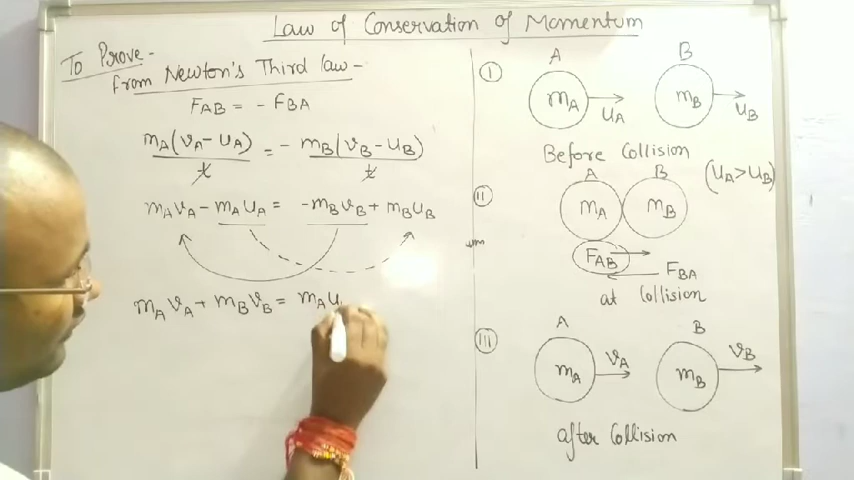 Law of Conservation of Momentum
To Prove-
from Newton's Third law-
FAB = - FBA
mA(vA - uA) / t = - mB(vB - uB) / t
mAvA - mAuA = -mBvB + mBuB
mAvA + mBvB = mAu
I
A B
mA uA mB uB
Before Collision
(uA > uB)
II
A B
mA mB
FAB
FBA
at Collision
III
A B
mA vA mB vB
after Collision